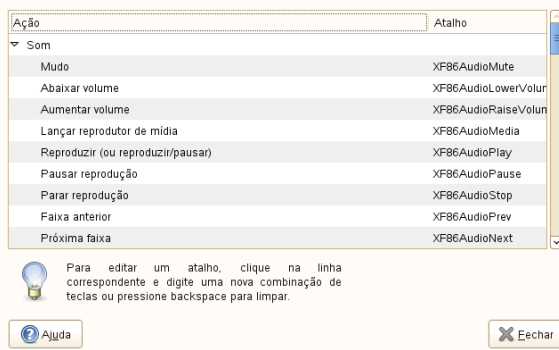 Ação Atalho
Som
Mudo XF86AudioMute
Abaixar volume XF86AudioLowerVolun
Aumentar volume XF86AudioRaiseVolun
Lançar reprodutor de mídia XF86AudioMedia
Reproduzir (ou reproduzir/pausar) XF86AudioPlay
Pausar reprodução XF86AudioPause
Parar reprodução XF86AudioStop
Faixa anterior XF86AudioPrev
Próxima faixa XF86AudioNext
Para editar um atalho, clique na linha
correspondente e digite uma nova combinação de
teclas ou pressione backspace para limpar.
Ajuda Fechar